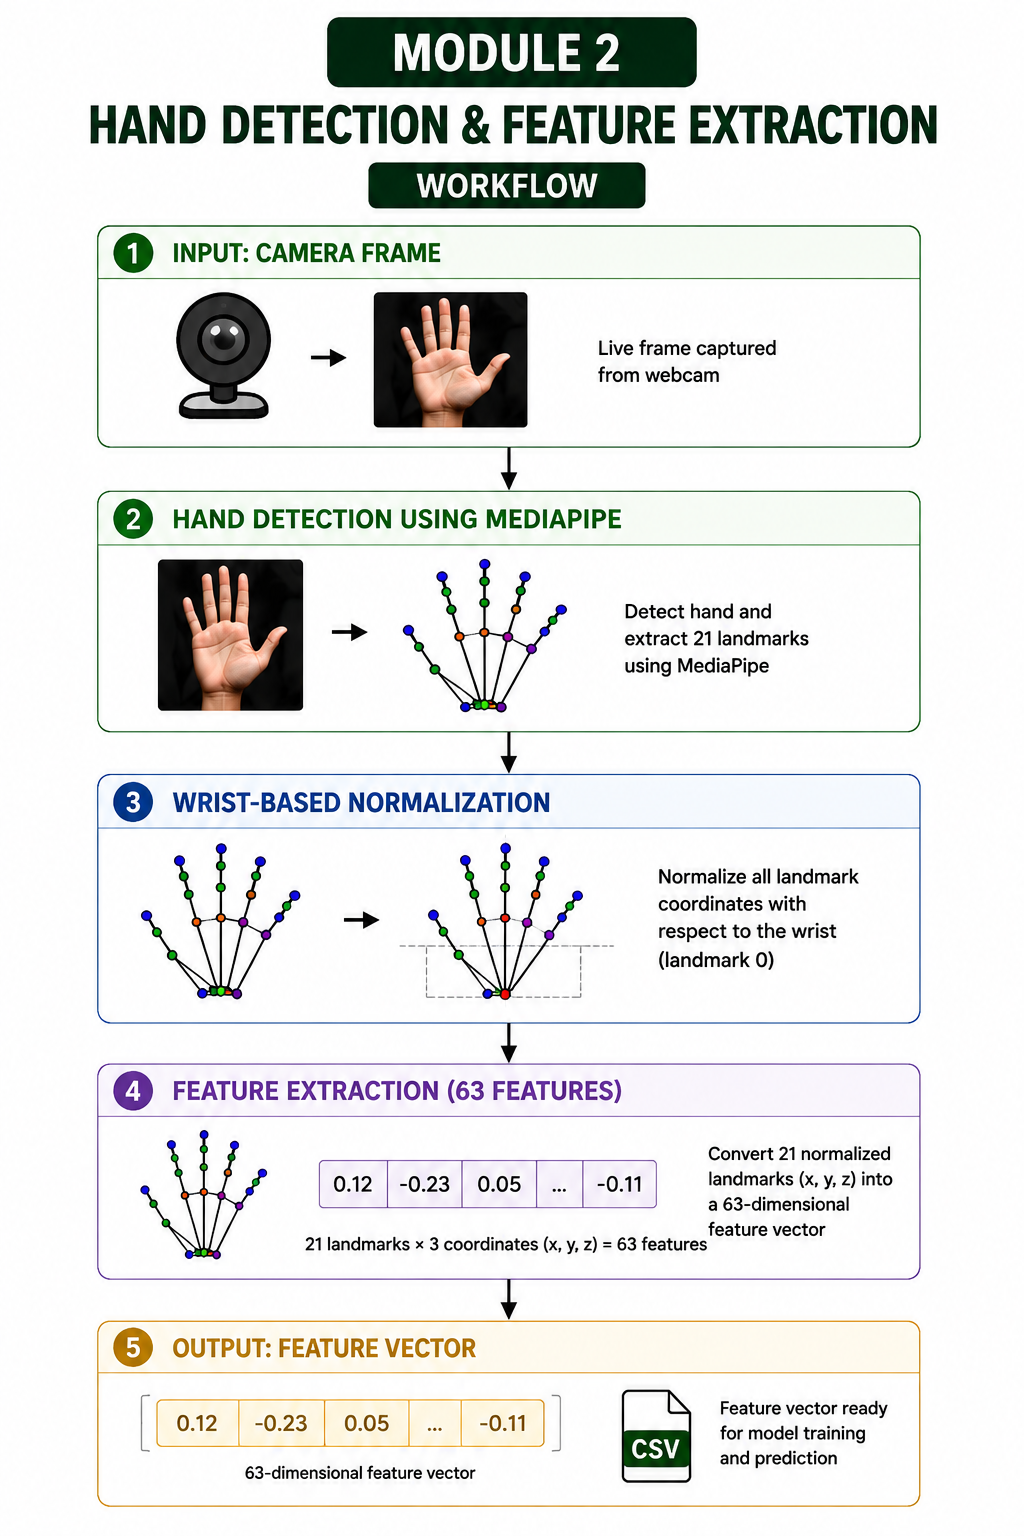 MODULE 2
HAND DETECTION & FEATURE EXTRACTION
WORKFLOW
1 INPUT: CAMERA FRAME
Live frame captured
from webcam
2 HAND DETECTION USING MEDIAPIPE
Detect hand and
extract 21 landmarks
using MediaPipe
3 WRIST-BASED NORMALIZATION
Normalize all landmark
coordinates with
respect to the wrist
(landmark 0)
4 FEATURE EXTRACTION (63 FEATURES)
0.12 -0.23 0.05 ... -0.11
21 landmarks × 3 coordinates (x, y, z) = 63 features
Convert 21 normalized
landmarks (x, y, z) into
a 63-dimensional
feature vector
5 OUTPUT: FEATURE VECTOR
0.12 -0.23 0.05 ... -0.11
63-dimensional feature vector
CSV
Feature vector ready
for model training
and prediction